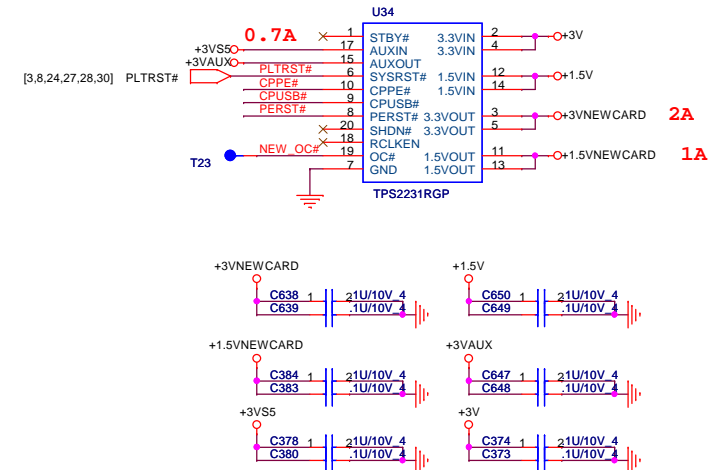 U34
0.7A
1 STBY# 3.3VIN 2 +3V
+3VS5 17 AUXIN 3.3VIN 4
+3VAUX 15 AUXOUT
[3,8,24,27,28,30] PLTRST# PLTRST# 6 SYSRST# 1.5VIN 12 +1.5V
CPPE# 10 CPPE# 1.5VIN 14
CPUSB# 9 CPUSB#
PERST# 8 PERST# 3.3VOUT 3 +3VNEWCARD 2A
20 SHDN# 3.3VOUT 5
18 RCLKEN
T23 NEW_OC# 19 OC# 1.5VOUT 11 +1.5VNEWCARD 1A
7 GND 1.5VOUT 13
TPS2231RGP
+3VNEWCARD +1.5V
C638 1 2 .1U/10V_4 C650 1 2 .1U/10V_4
C639 .1U/10V_4 C649 .1U/10V_4
+1.5VNEWCARD +3VAUX
C384 1 2 .1U/10V_4 C647 1 2 .1U/10V_4
C383 .1U/10V_4 C648 .1U/10V_4
+3VS5 +3V
C378 1 2 .1U/10V_4 C374 1 2 .1U/10V_4
C380 .1U/10V_4 C373 .1U/10V_4